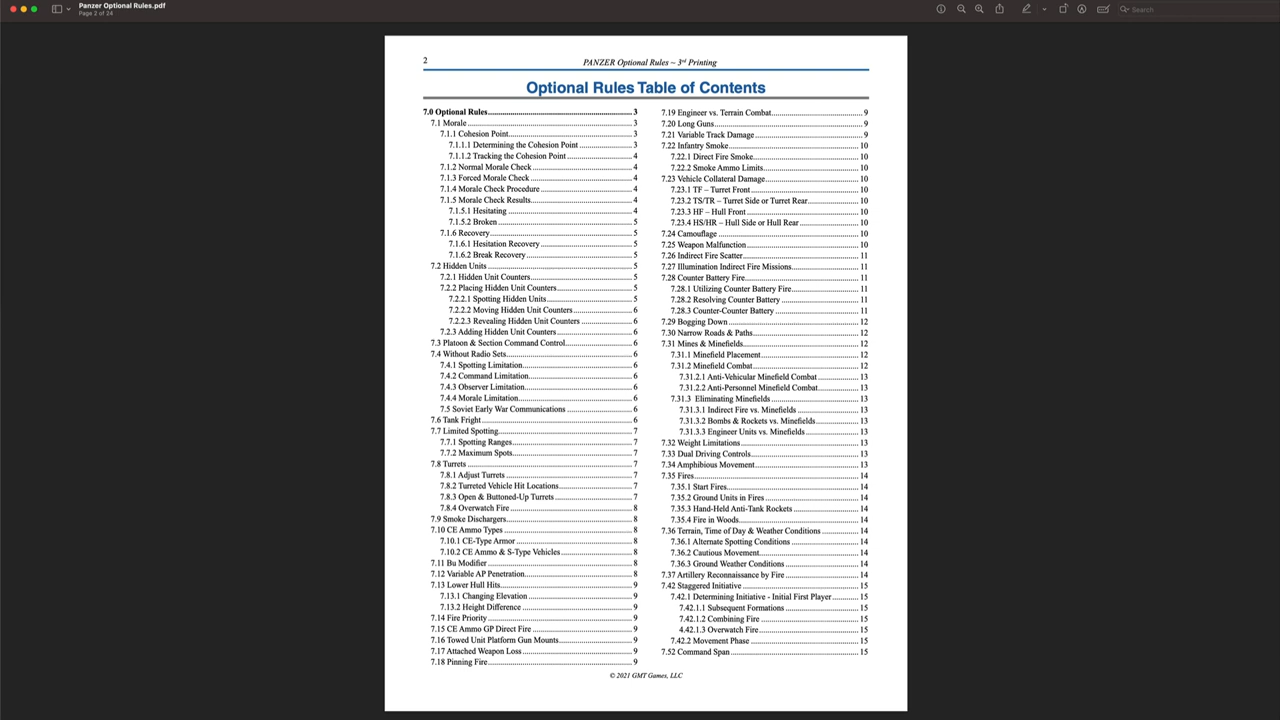 Panzer Optional Rules.pdf
Page 2 of 24
Search
2
PANZER Optional Rules ~ 3rd Printing
Optional Rules Table of Contents
7.0 Optional Rules 3
7.1 Morale 3
7.1.1 Cohesion Point 3
7.1.1.1 Determining the Cohesion Point 3
7.1.1.2 Tracking the Cohesion Point 4
7.1.2 Normal Morale Check 4
7.1.3 Forced Morale Check 4
7.1.4 Morale Check Procedure 4
7.1.5 Morale Check Results 4
7.1.5.1 Hesitating 4
7.1.5.2 Broken 5
7.1.6 Recovery 5
7.1.6.1 Hesitation Recovery 5
7.1.6.2 Break Recovery 5
7.2 Hidden Units 5
7.2.1 Hidden Unit Counters 5
7.2.2 Placing Hidden Unit Counters 5
7.2.2.1 Spotting Hidden Units 5
7.2.2.2 Moving Hidden Unit Counters 6
7.2.2.3 Revealing Hidden Unit Counters 6
7.2.3 Adding Hidden Unit Counters 6
7.3 Platoon & Section Command Control 6
7.4 Without Radio Sets 6
7.4.1 Spotting Limitation 6
7.4.2 Command Limitation 6
7.4.3 Observer Limitation 6
7.4.4 Morale Limitation 6
7.5 Soviet Early War Communications 6
7.6 Tank Fright 6
7.7 Limited Spotting 7
7.7.1 Spotting Ranges 7
7.7.2 Maximum Spots 7
7.8 Turrets 7
7.8.1 Adjust Turrets 7
7.8.2 Turreted Vehicle Hit Locations 7
7.8.3 Open & Buttoned-Up Turrets 7
7.8.4 Overwatch Fire 8
7.9 Smoke Dischargers 8
7.10 CE Ammo Types 8
7.10.1 CE-Type Armor 8
7.10.2 CE Ammo & S-Type Vehicles 8
7.11 Bu Modifier 8
7.12 Variable AP Penetration 8
7.13 Lower Hull Hits 9
7.13.1 Changing Elevation 9
7.13.2 Height Difference 9
7.14 Fire Priority 9
7.15 CE Ammo GP Direct Fire 9
7.16 Towed Unit Platform Gun Mounts 9
7.17 Attached Weapon Loss 9
7.18 Pinning Fire 9
7.19 Engineer vs. Terrain Combat 9
7.20 Long Guns 9
7.21 Variable Track Damage 9
7.22 Infantry Smoke 10
7.22.1 Direct Fire Smoke 10
7.22.2 Smoke Ammo Limits 10
7.23 Vehicle Collateral Damage 10
7.23.1 TF – Turret Front 10
7.23.2 TS/TR – Turret Side or Turret Rear 10
7.23.3 HF – Hull Front 10
7.23.4 HS/HR – Hull Side or Hull Rear 10
7.24 Camouflage 10
7.25 Weapon Malfunction 10
7.26 Indirect Fire Scatter 11
7.27 Illumination Indirect Fire Missions 11
7.28 Counter Battery Fire 11
7.28.1 Utilizing Counter Battery Fire 11
7.28.2 Resolving Counter Battery 11
7.28.3 Counter-Counter Battery 11
7.29 Bogging Down 12
7.30 Narrow Roads & Paths 12
7.31 Mines & Minefields 12
7.31.1 Minefield Placement 12
7.31.2 Minefield Combat 12
7.31.2.1 Anti-Vehicular Minefield Combat 13
7.31.2.2 Anti-Personnel Minefield Combat 13
7.31.3 Eliminating Minefields 13
7.31.3.1 Indirect Fire vs. Minefields 13
7.31.3.2 Bombs & Rockets vs. Minefields 13
7.31.3.3 Engineer Units vs. Minefields 13
7.32 Weight Limitations 13
7.33 Dual Driving Controls 13
7.34 Amphibious Movement 13
7.35 Fires 14
7.35.1 Start Fires 14
7.35.2 Ground Units in Fires 14
7.35.3 Hand-Held Anti-Tank Rockets 14
7.35.4 Fire in Woods 14
7.36 Terrain, Time of Day & Weather Conditions 14
7.36.1 Alternate Spotting Conditions 14
7.36.2 Cautious Movement 14
7.36.3 Ground Weather Conditions 14
7.37 Artillery Reconnaissance by Fire 14
7.42 Staggered Initiative 15
7.42.1 Determining Initiative - Initial First Player 15
7.42.1.1 Subsequent Formations 15
7.42.1.2 Combining Fire 15
4.42.1.3 Overwatch Fire 15
7.42.2 Movement Phase 15
7.52 Command Span 15
© 2021 GMT Games, LLC